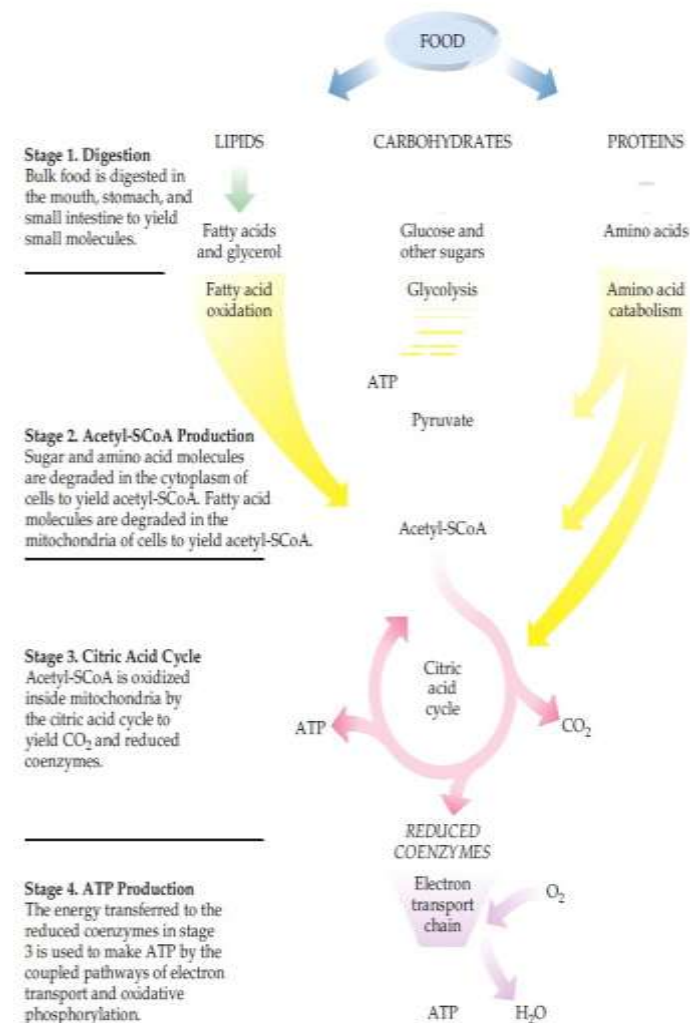 FOOD
LIPIDS
CARBOHYDRATES
PROTEINS
Stage 1. Digestion
Bulk food is digested in
the mouth, stomach, and
small intestine to yield
small molecules.
Fatty acids
and glycerol
Glucose and
other sugars
Amino acids
Fatty acid
oxidation
Glycolysis
Amino acid
catabolism
ATP
Pyruvate
Stage 2. Acetyl-SCoA Production
Sugar and amino acid molecules
are degraded in the cytoplasm of
cells to yield acetyl-SCoA. Fatty acid
molecules are degraded in the
mitochondria of cells to yield acetyl-SCoA.
Acetyl-SCoA
Stage 3. Citric Acid Cycle
Acetyl-SCoA is oxidized
inside mitochondria by
the citric acid cycle to
yield CO₂ and reduced
coenzymes.
Citric
acid
cycle
ATP
CO₂
REDUCED
COENZYMES
Stage 4. ATP Production
The energy transferred to the
reduced coenzymes in stage
3 is used to make ATP by the
coupled pathways of electron
transport and oxidative
phosphorylation.
Electron
transport
chain
O₂
ATP
H₂O